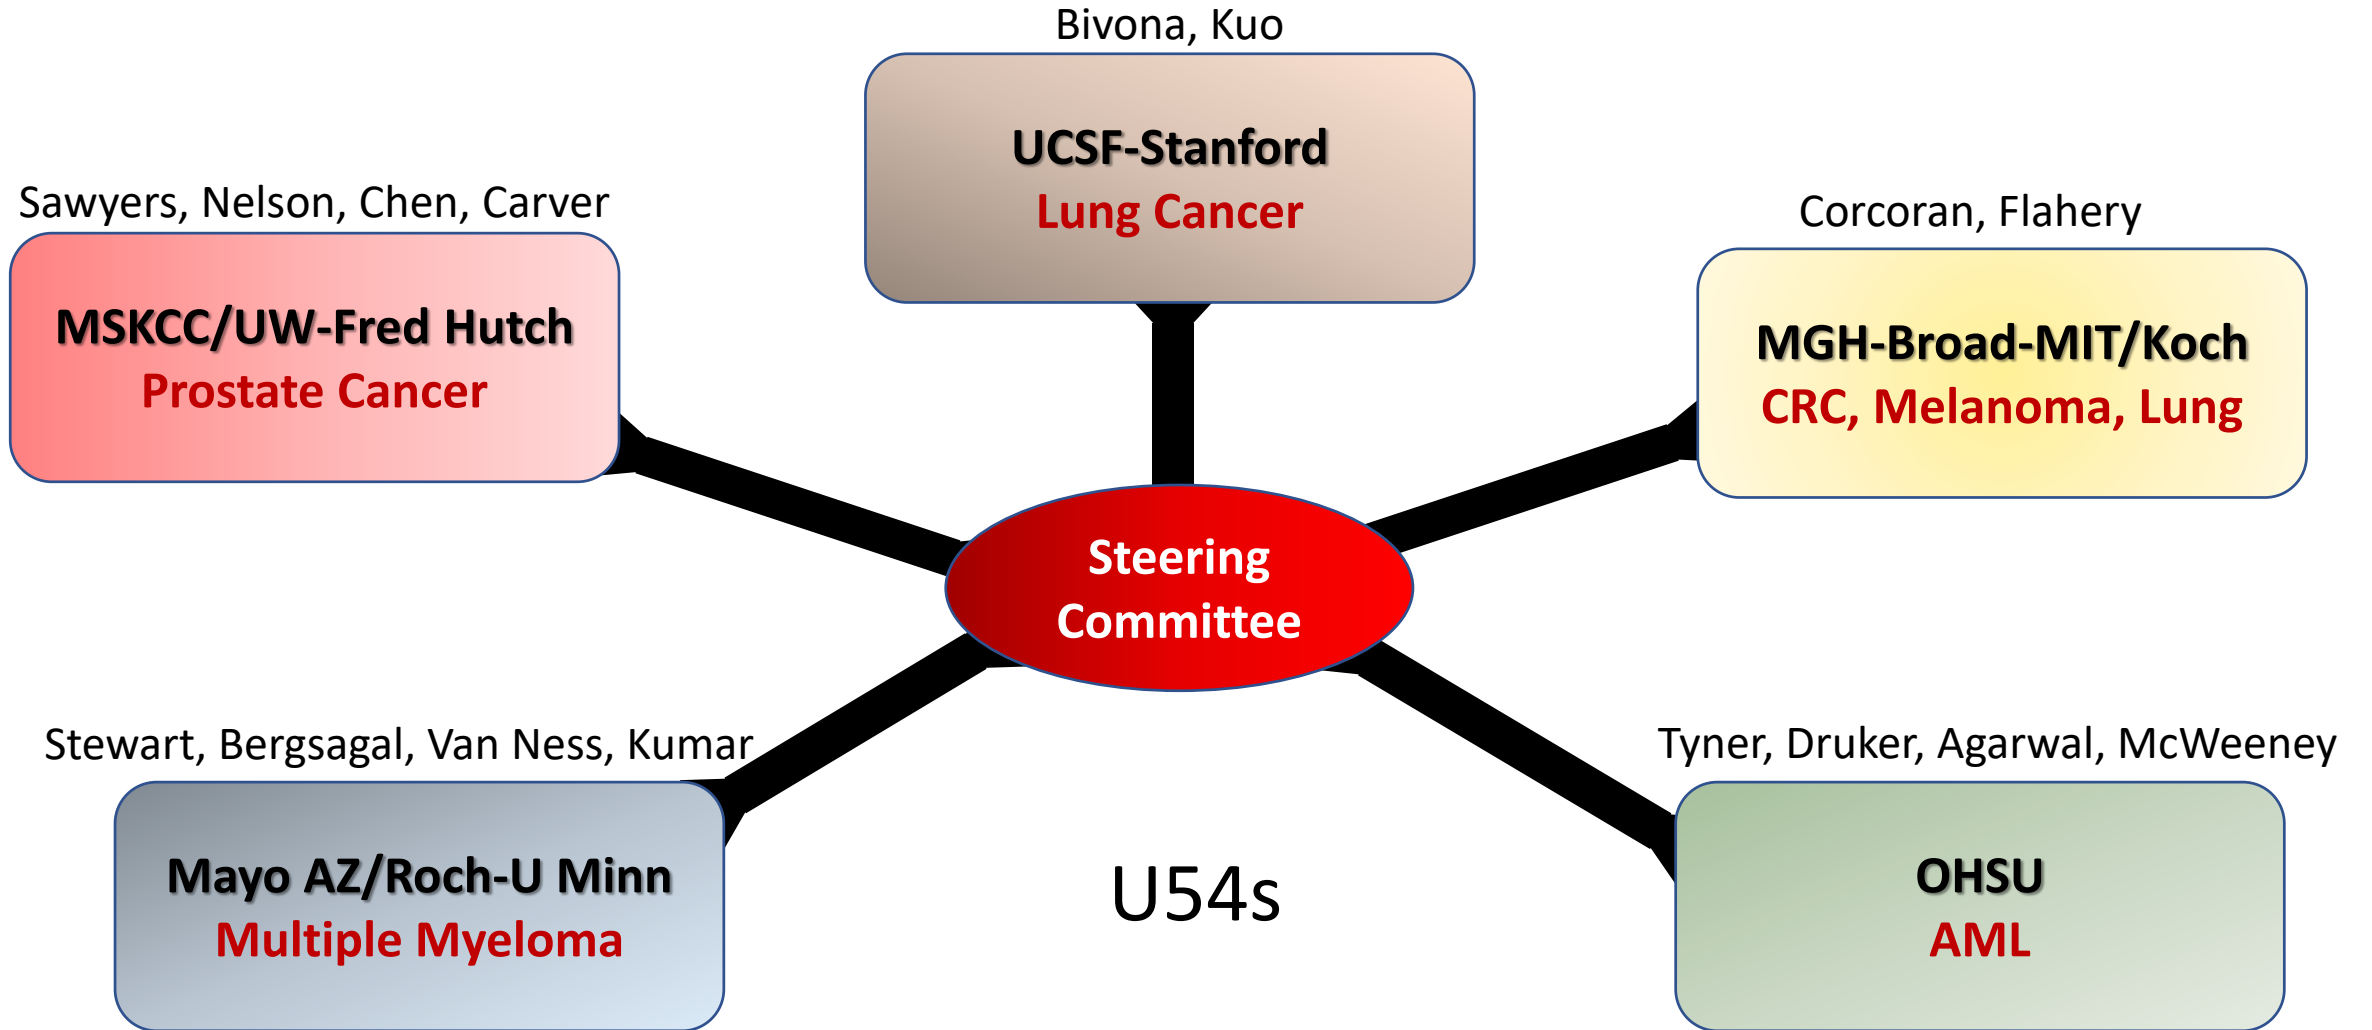 Bivona, Kuo
UCSF-Stanford
Lung Cancer
Sawyers, Nelson, Chen, Carver
MSKCC/UW-Fred Hutch
Prostate Cancer
Corcoran, Flahery
MGH-Broad-MIT/Koch
CRC, Melanoma, Lung
Steering
Committee
Stewart, Bergsagal, Van Ness, Kumar
Mayo AZ/Roch-U Minn
Multiple Myeloma
U54s
Tyner, Druker, Agarwal, McWeeney
OHSU
AML